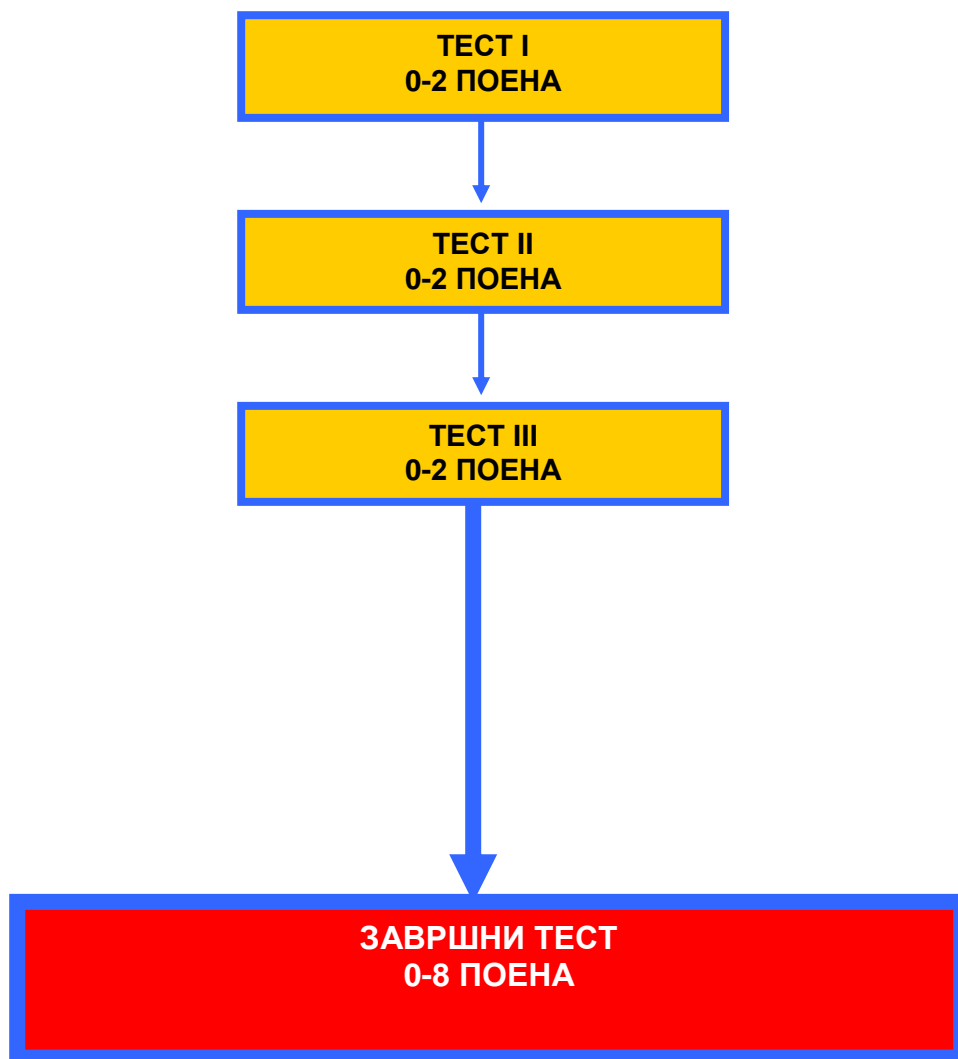 ТЕСТ I
0-2 ПОЕНА
ТЕСТ II
0-2 ПОЕНА
ТЕСТ III
0-2 ПОЕНА
ЗАВРШНИ ТЕСТ
0-8 ПОЕНА